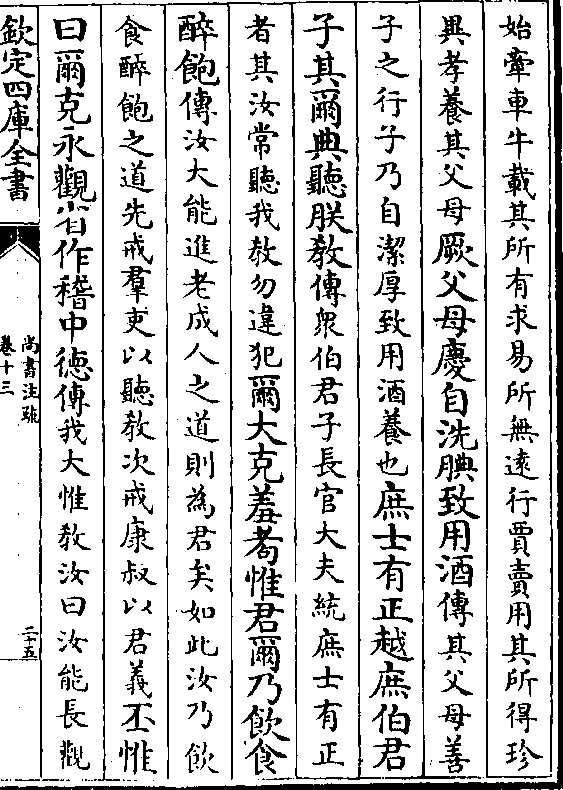 始牽車牛載其所有求易所無遠行賈賣用其所得珍
異孝養其父母厥父母慶自洗腆致用酒傳其父母善
子之行子乃自潔厚致用酒養也庶士有正越庶伯君
子其爾典聽朕教傳衆伯君子長官大夫統庶士有正
者其汝常聽我教勿違犯爾大克羞耇惟君爾乃飲食
醉飽傳汝大能進老成人之道則為君矣如此汝乃飲
食醉飽之道先戒羣吏以聽教次戒康叔以君義丕惟
曰爾克永觀省作稽中德傳我大惟教汝曰汝能長觀
欽定四庫全書
尚書注疏
卷十三
二十五